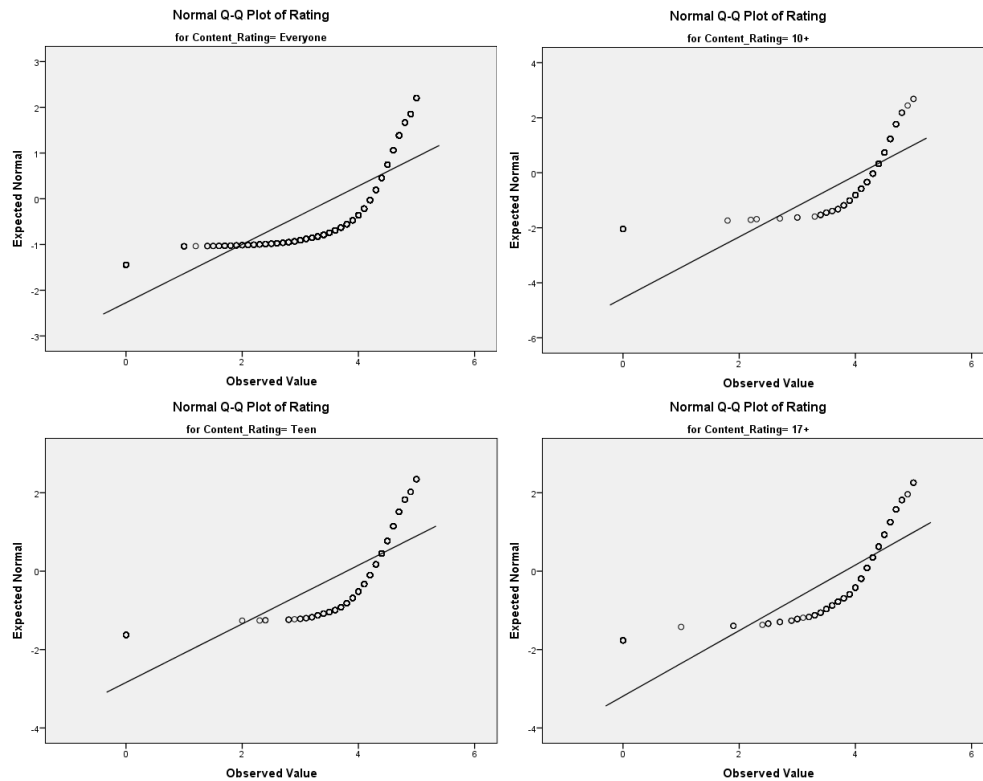 Normal Q-Q Plot of Rating
for Content_Rating= Everyone
Expected Normal
3
2
1
0
-1
-2
-3
0
2
4
6
Observed Value
Normal Q-Q Plot of Rating
for Content_Rating= 10+
Expected Normal
4
2
0
-2
-4
-6
0
2
4
6
Observed Value
Normal Q-Q Plot of Rating
for Content_Rating= Teen
Expected Normal
2
0
-2
-4
0
2
4
6
Observed Value
Normal Q-Q Plot of Rating
for Content_Rating= 17+
Expected Normal
2
0
-2
-4
0
2
4
6
Observed Value